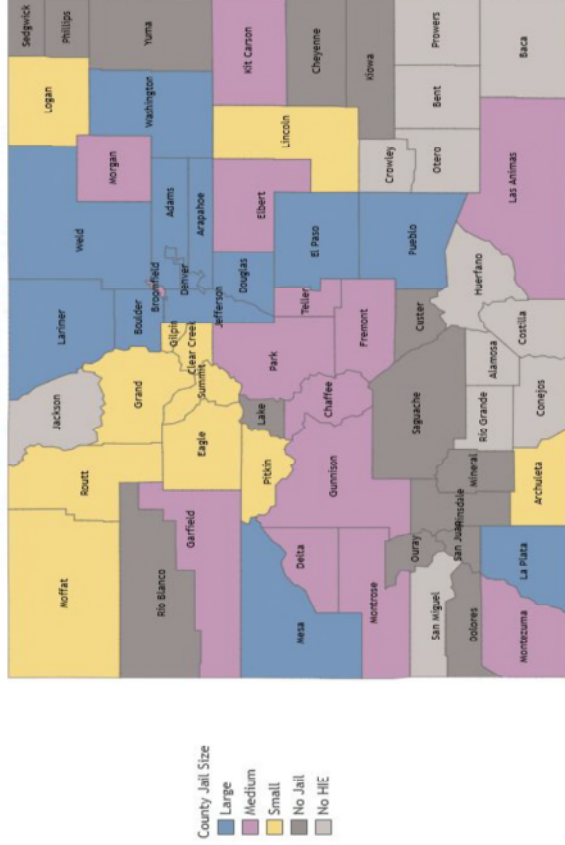 County Jail Size
Large
Medium
Small
No Jail
No HIE
Moffat
Routt
Jackson
Larimer
Weld
Logan
Sedgwick
Phillips
Morgan
Yuma
Washington
Rio Blanco
Grand
Boulder
Broomfield
Adams
Garfield
Eagle
Summit
Gilpin
Clear Creek
Denver
Arapahoe
Jefferson
Douglas
Elbert
Lincoln
Kit Carson
Mesa
Pitkin
Lake
Park
Teller
El Paso
Cheyenne
Delta
Gunnison
Chaffee
Fremont
Kiowa
Montrose
Ouray
Saguache
Custer
Pueblo
Crowley
San Miguel
San Juan
Hinsdale
Mineral
Rio Grande
Alamosa
Huerfano
Otero
Bent
Prowers
Dolores
Montezuma
La Plata
Archuleta
Conejos
Costilla
Las Animas
Baca